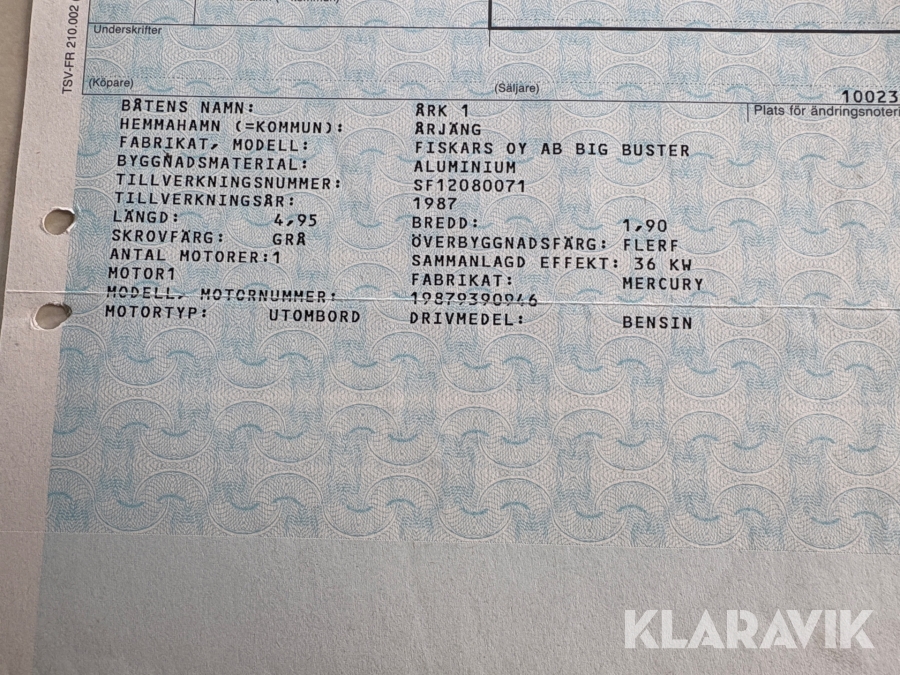 TSV-FR 210.002
Underskrifter
(Köpare) (Säljare)
10023
Plats för ändringsnoteri
BÅTENS NAMN: ÅRK 1
HEMMAHAMN (=KOMMUN): ÅRJÄNG
FABRIKAT, MODELL: FISKARS OY AB BIG BUSTER
BYGGNADSMATERIAL: ALUMINIUM
TILLVERKNINGSNUMMER: SF12080071
TILLVERKNINGSÅR: 1987
LÄNGD: 4,95 BREDD: 1,90
SKROVFÄRG: GRÅ ÖVERBYGGNADSFÄRG: FLERF
ANTAL MOTORER:1 SAMMANLAGD EFFEKT: 36 KW
MOTOR1 FABRIKAT: MERCURY
MODELL, MOTORNUMMER: 19879390946
MOTORTYP: UTOMBORD DRIVMEDEL: BENSIN
KLARAVIK